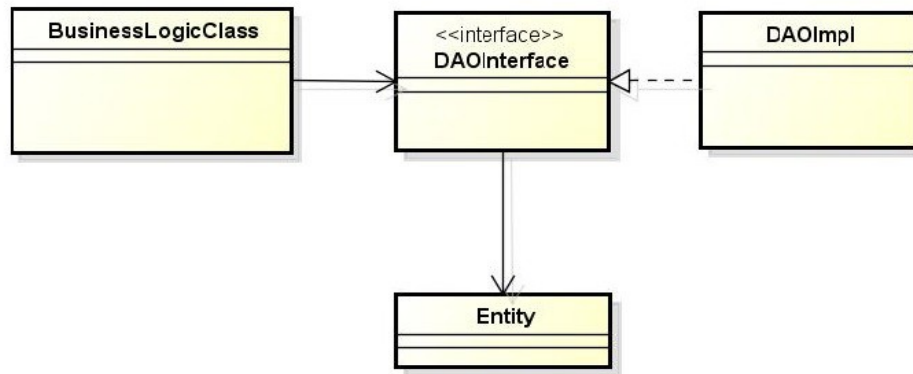 BusinessLogicClass
<<interface>>
DAOInterface
DAOImpl
Entity